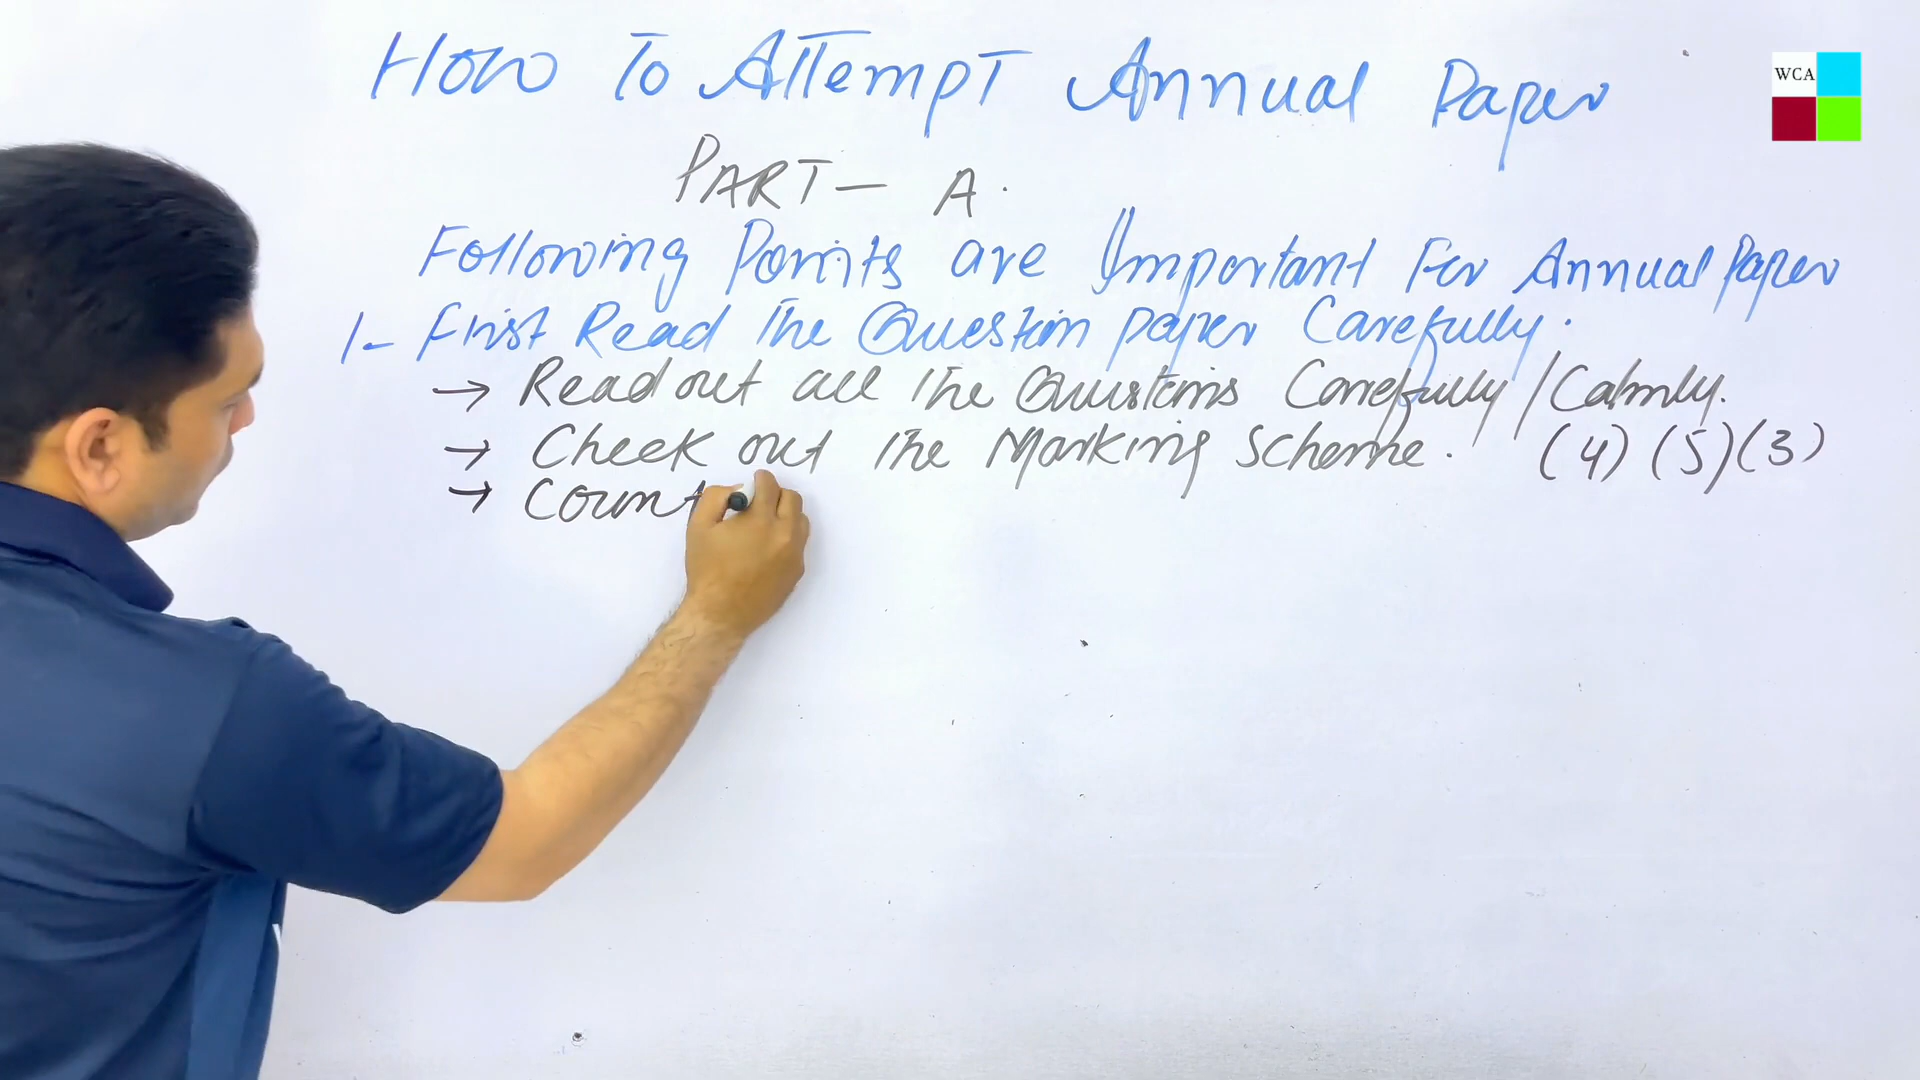 How To Attempt Annual Paper
WCA
PART - A.
Following Points are Important For Annual Paper
1- First Read The Question paper Carefully.
→ Read out all The Questions Carefully / Calmly.
→ Check out The Marking Scheme. (4) (5) (3)
→ Count